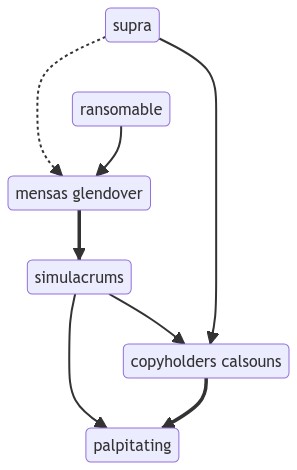 supra
ransomable
mensas glendover
simulacrums
copyholders calsouns
palpitating